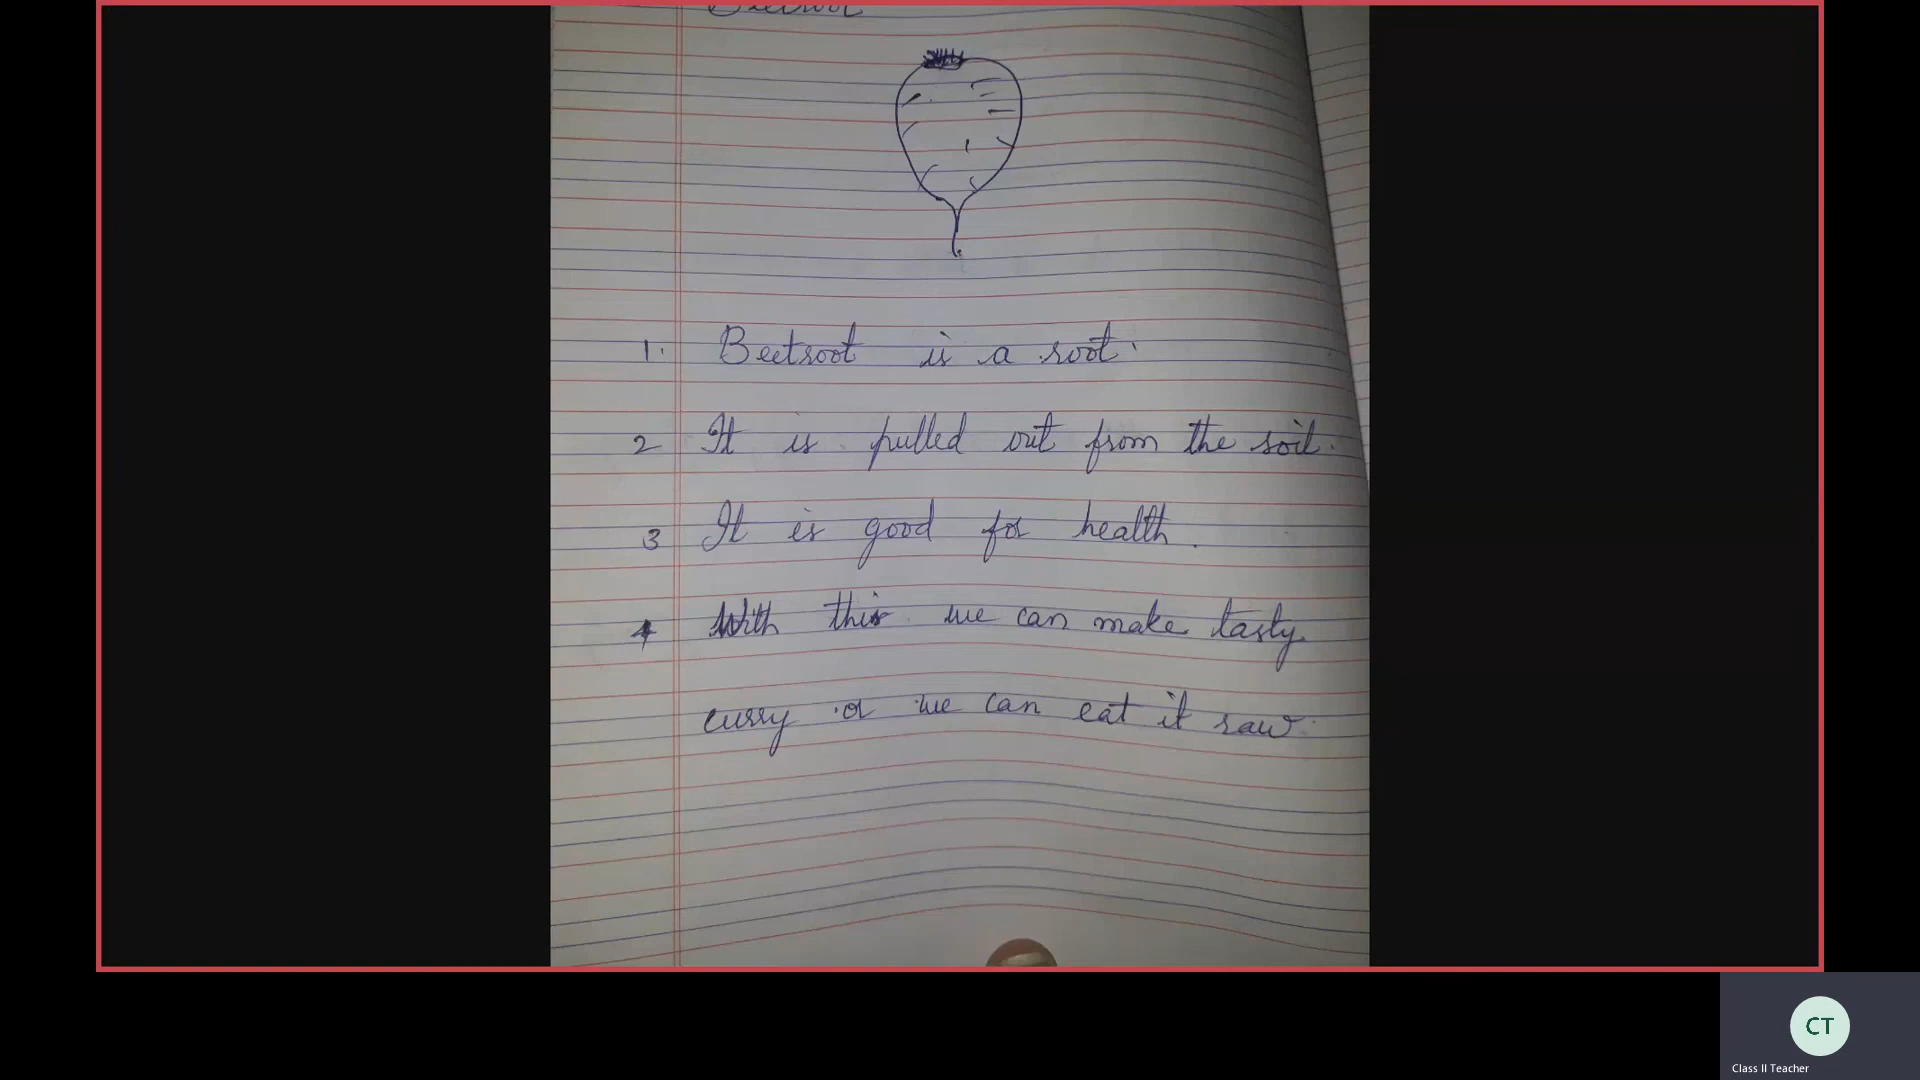 Beetroot
1. Beetroot is a root.
2 It is pulled out from the soil.
3 It is good for health.
4 With this we can make tasty
curry or we can eat it raw.
CT
Class II Teacher